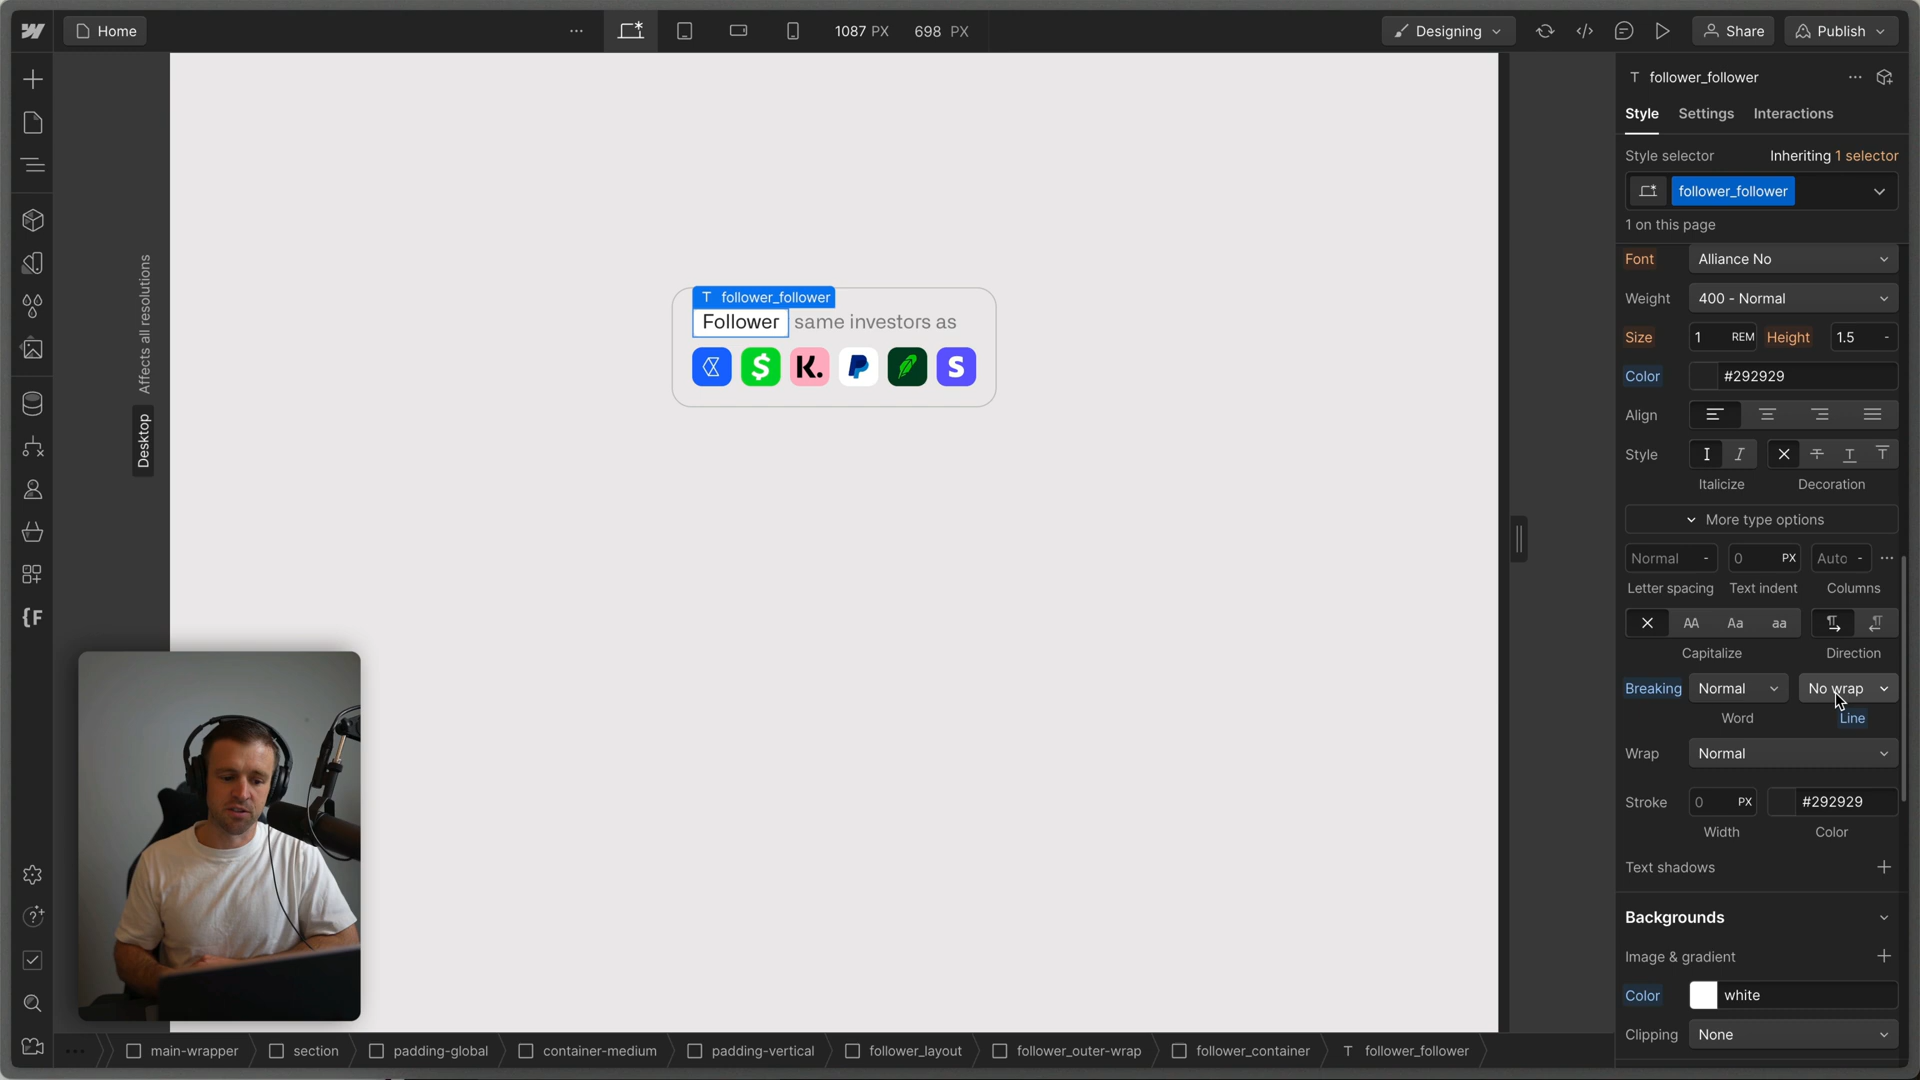 Home
1087 PX 698 PX
Designing
Share
Publish
follower_follower
Style Settings Interactions
Style selector
Inheriting 1 selector
follower_follower
1 on this page
Font
Alliance No
Weight
400 - Normal
Size
1 REM
Height
1.5 -
Color
#292929
Align
Style
Italicize
Decoration
More type options
Normal -
0 PX
Auto -
Letter spacing
Text indent
Columns
AA Aa aa
Capitalize
Direction
Breaking
Normal
No wrap
Word
Line
Wrap
Normal
Stroke
0 PX
#292929
Width
Color
Text shadows
Backgrounds
Image & gradient
Color
white
Clipping
None
Affects all resolutions
Desktop
follower_follower
Follower same investors as
$ K. P S
{F
main-wrapper
section
padding-global
container-medium
padding-vertical
follower_layout
follower_outer-wrap
follower_container
follower_follower